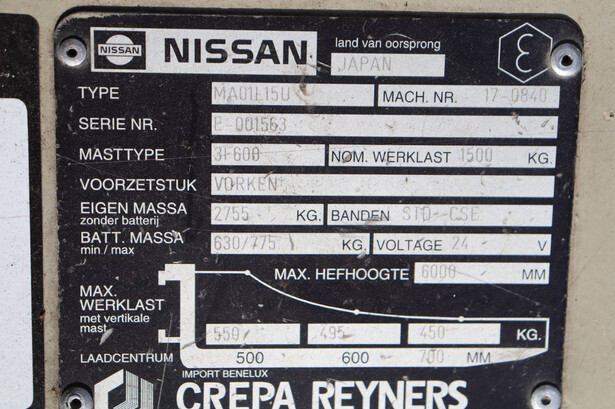 NISSAN NISSAN land van oorsprong
JAPAN
TYPE MA01L15U MACH. NR. 17-0840
SERIE NR. E-001563
MASTTYPE 3F600 NOM. WERKLAST 1500 KG.
VOORZETSTUK VORKEN
EIGEN MASSA 2755 KG. BANDEN STD-CSE
zonder batterij
BATT. MASSA 630/775 KG. VOLTAGE 24 V
min / max
MAX. HEFHOOGTE 6000 MM
MAX.
WERKLAST
met vertikale
mast 550 495 450 KG.
LAADCENTRUM 500 600 700 MM
IMPORT BENELUX
CREPA REYNERS